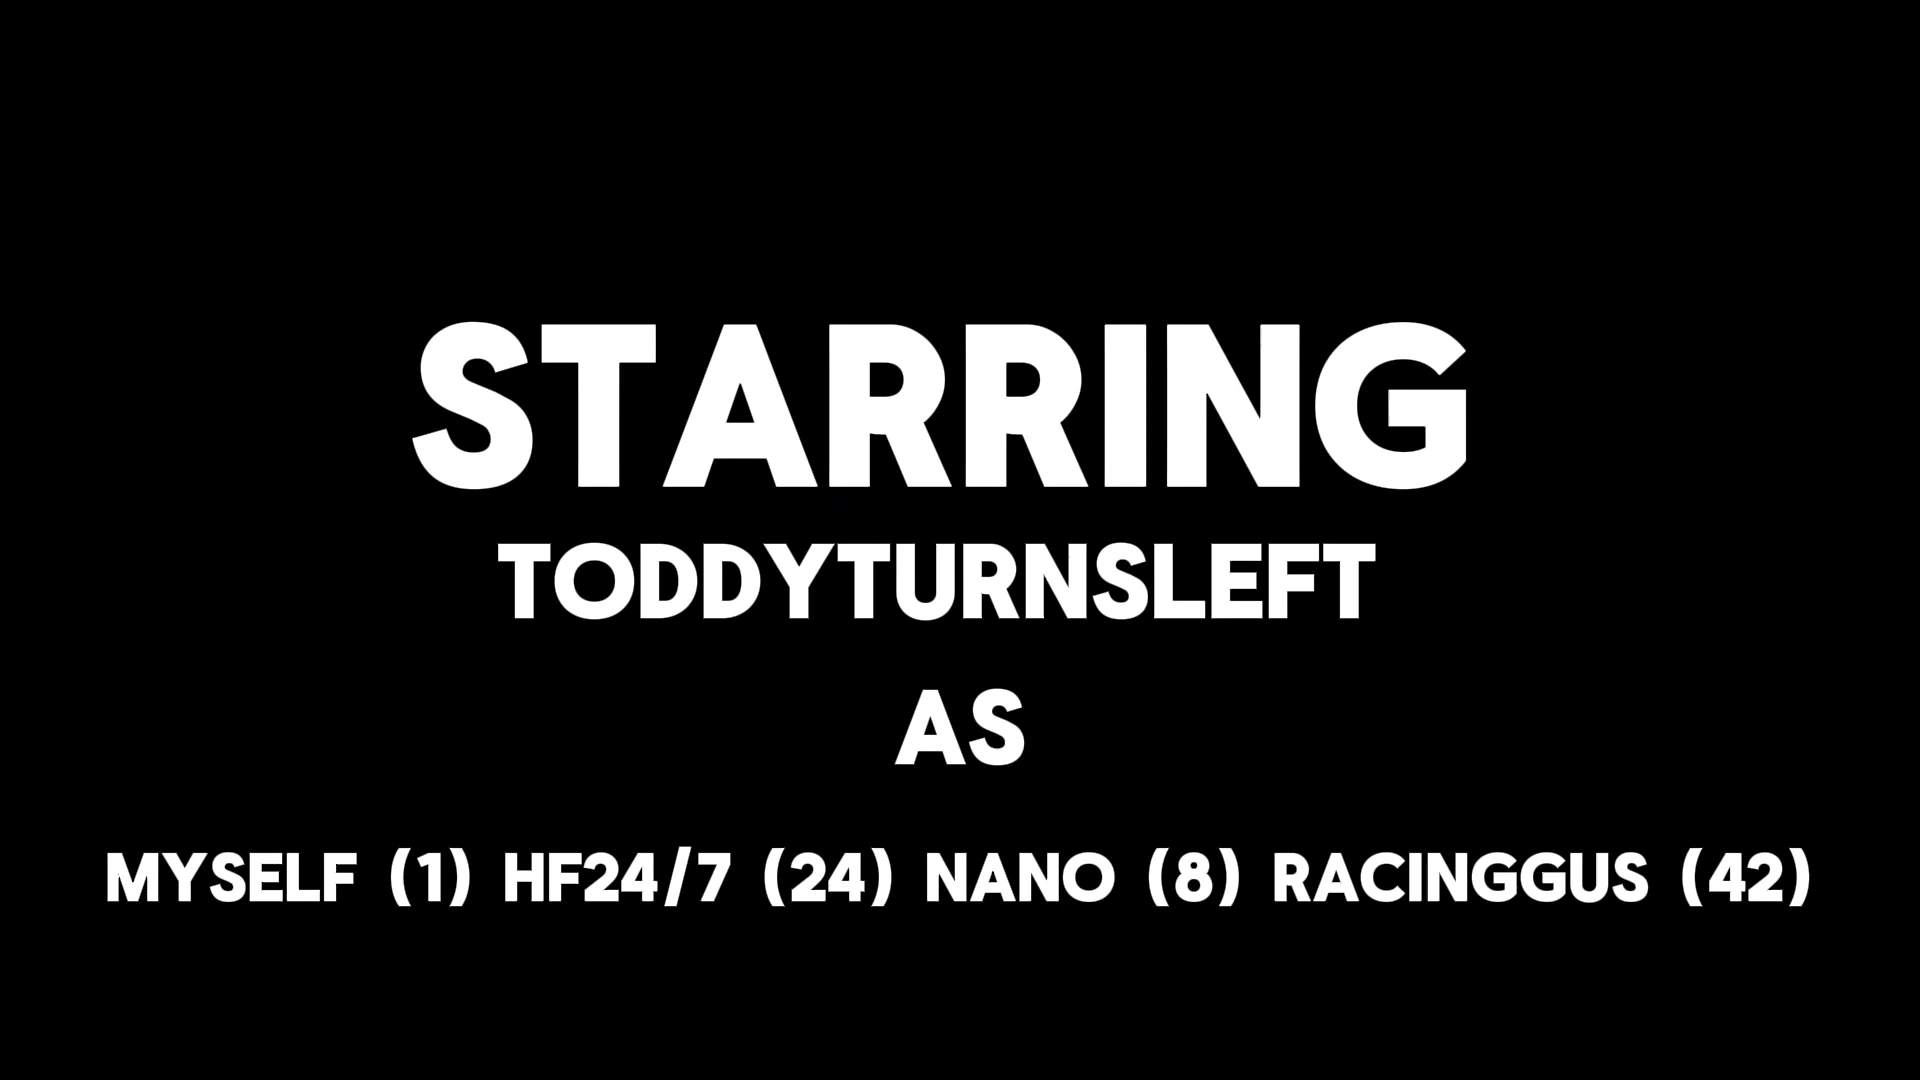 STARRING
TODDYTURNSLEFT
AS
MYSELF (1) HF24/7 (24) NANO (8) RACINGGUS (42)